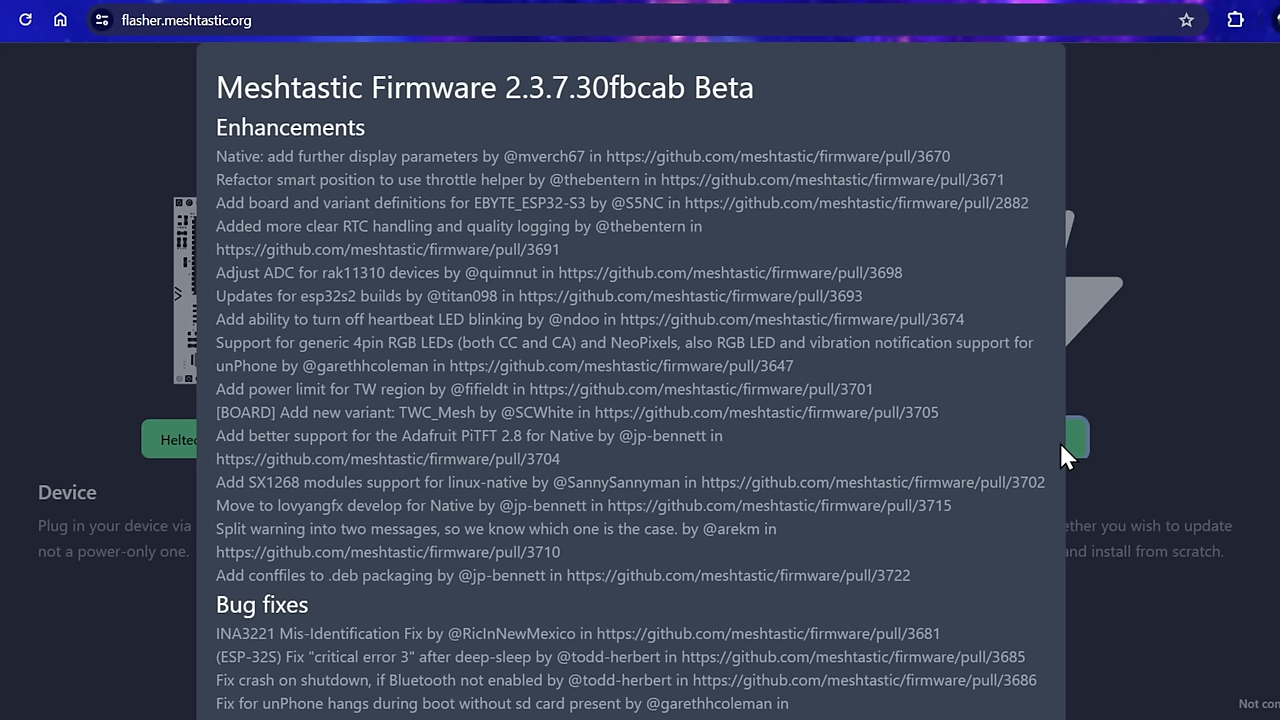 flasher.meshtastic.org
Meshtastic Firmware 2.3.7.30fbcab Beta
Enhancements
Native: add further display parameters by @mverch67 in https://github.com/meshtastic/firmware/pull/3670
Refactor smart position to use throttle helper by @thebentern in https://github.com/meshtastic/firmware/pull/3671
Added board and variant definitions for EBYTE_ESP32-S3 by @S5NC in https://github.com/meshtastic/firmware/pull/2882
Added more clear RTC handling and quality logging by @thebentern in
https://github.com/meshtastic/firmware/pull/3691
Adjust ADC for rak11310 devices by @quimnut in https://github.com/meshtastic/firmware/pull/3698
Updates for esp32s2 builds by @titan098 in https://github.com/meshtastic/firmware/pull/3693
Add ability to turn off heartbeat LED blinking by @ndoo in https://github.com/meshtastic/firmware/pull/3674
Support for generic 4pin RGB LEDs (both CC and CA) and NeoPixels, also RGB LED and vibration notification support for
unPhone by @garethhcoleman in https://github.com/meshtastic/firmware/pull/3647
Add power limit for TW region by @fifieldt in https://github.com/meshtastic/firmware/pull/3701
[BOARD] Add new variant: TWC_Mesh by @SCWhite in https://github.com/meshtastic/firmware/pull/3705
Add better support for the Adafruit PiTFT 2.8 for Native by @jp-bennett in
https://github.com/meshtastic/firmware/pull/3704
Add SX1268 modules support for linux-native by @SannySannyman in https://github.com/meshtastic/firmware/pull/3702
Move to lovyangfx develop for Native by @jp-bennett in https://github.com/meshtastic/firmware/pull/3715
Split warning into two messages, so we know which one is the case. by @arekm in
https://github.com/meshtastic/firmware/pull/3710
Add conffiles to .deb packaging by @jp-bennett in https://github.com/meshtastic/firmware/pull/3722
Bug fixes
INA3221 Mis-Identification Fix by @RicInNewMexico in https://github.com/meshtastic/firmware/pull/3681
(ESP-32S) Fix "critical error 3" after deep-sleep by @todd-herbert in https://github.com/meshtastic/firmware/pull/3685
Fix crash on shutdown, if Bluetooth not enabled by @todd-herbert in https://github.com/meshtastic/firmware/pull/3686
Fix for unPhone hangs during boot without sd card present by @garethhcoleman in
Device
Plug in your device via
not a power-only one.
you wish to update
and install from scratch.
Not